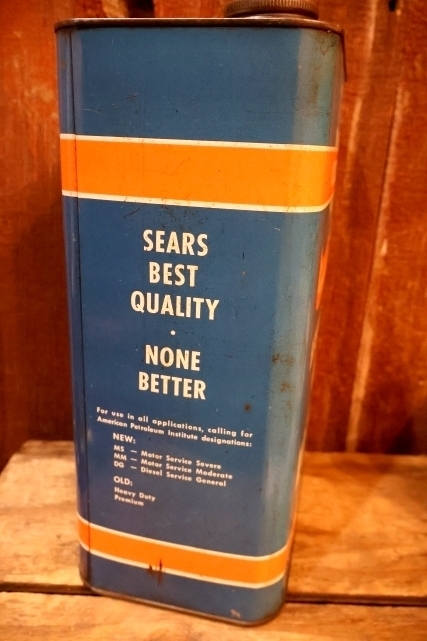 SEARS
BEST
QUALITY
•
NONE
BETTER
For use in all applications, calling for
American Petroleum Institute designations:
NEW:
MS — Motor Service Severe
MM — Motor Service Moderate
DG — Diesel Service General
OLD:
Heavy Duty
Premium